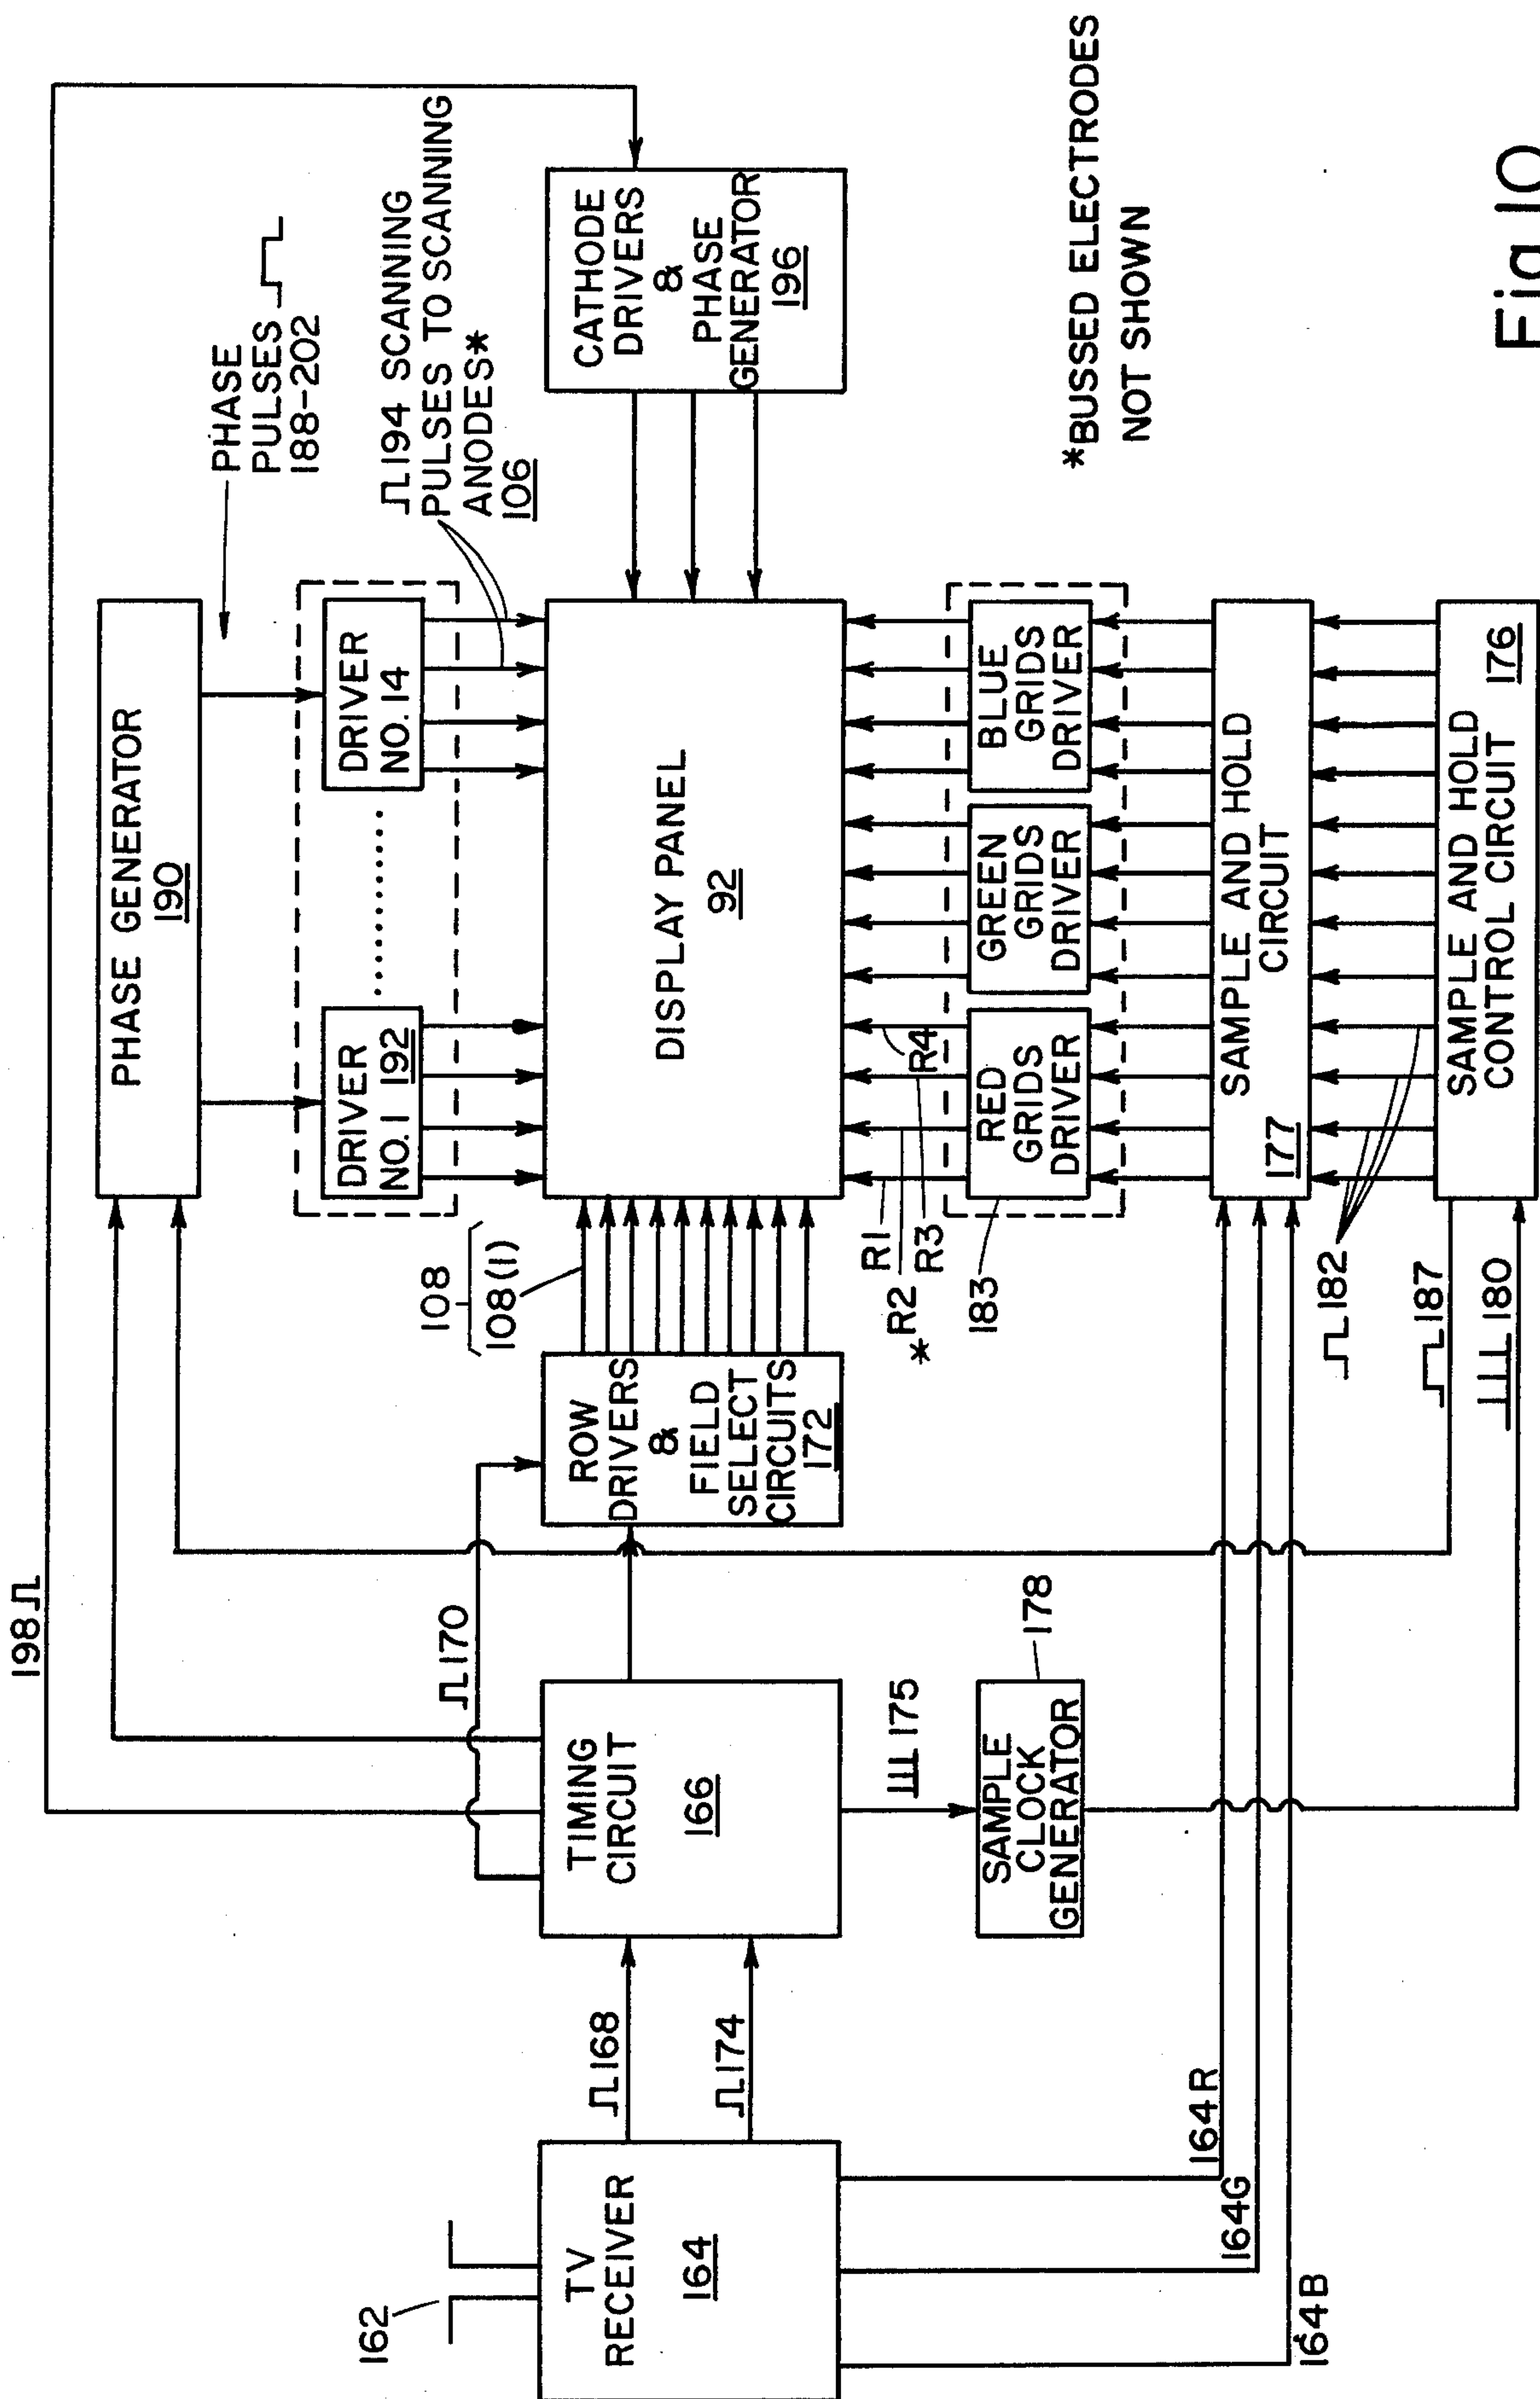 198
PHASE GENERATOR
190
PHASE
PULSES
188-202
DRIVER
NO. 1 192
DRIVER
NO. 14
194 SCANNING
PULSES TO SCANNING
ANODES*
106
170
108
108 (1)
162
TV
RECEIVER
164
168
174
TIMING
CIRCUIT
166
ROW
DRIVERS
&
FIELD
SELECT
CIRCUITS
172
DISPLAY PANEL
92
CATHODE
DRIVERS
&
PHASE
GENERATOR
196
175
SAMPLE
CLOCK
GENERATOR
178
R1
*R2
R3
R4
183
RED
GRIDS
DRIVER
GREEN
GRIDS
DRIVER
BLUE
GRIDS
DRIVER
*BUSSED ELECTRODES
NOT SHOWN
164R
164G
164B
SAMPLE AND HOLD
CIRCUIT
177
182
187
180
SAMPLE AND HOLD
CONTROL CIRCUIT
176
Fig. 10